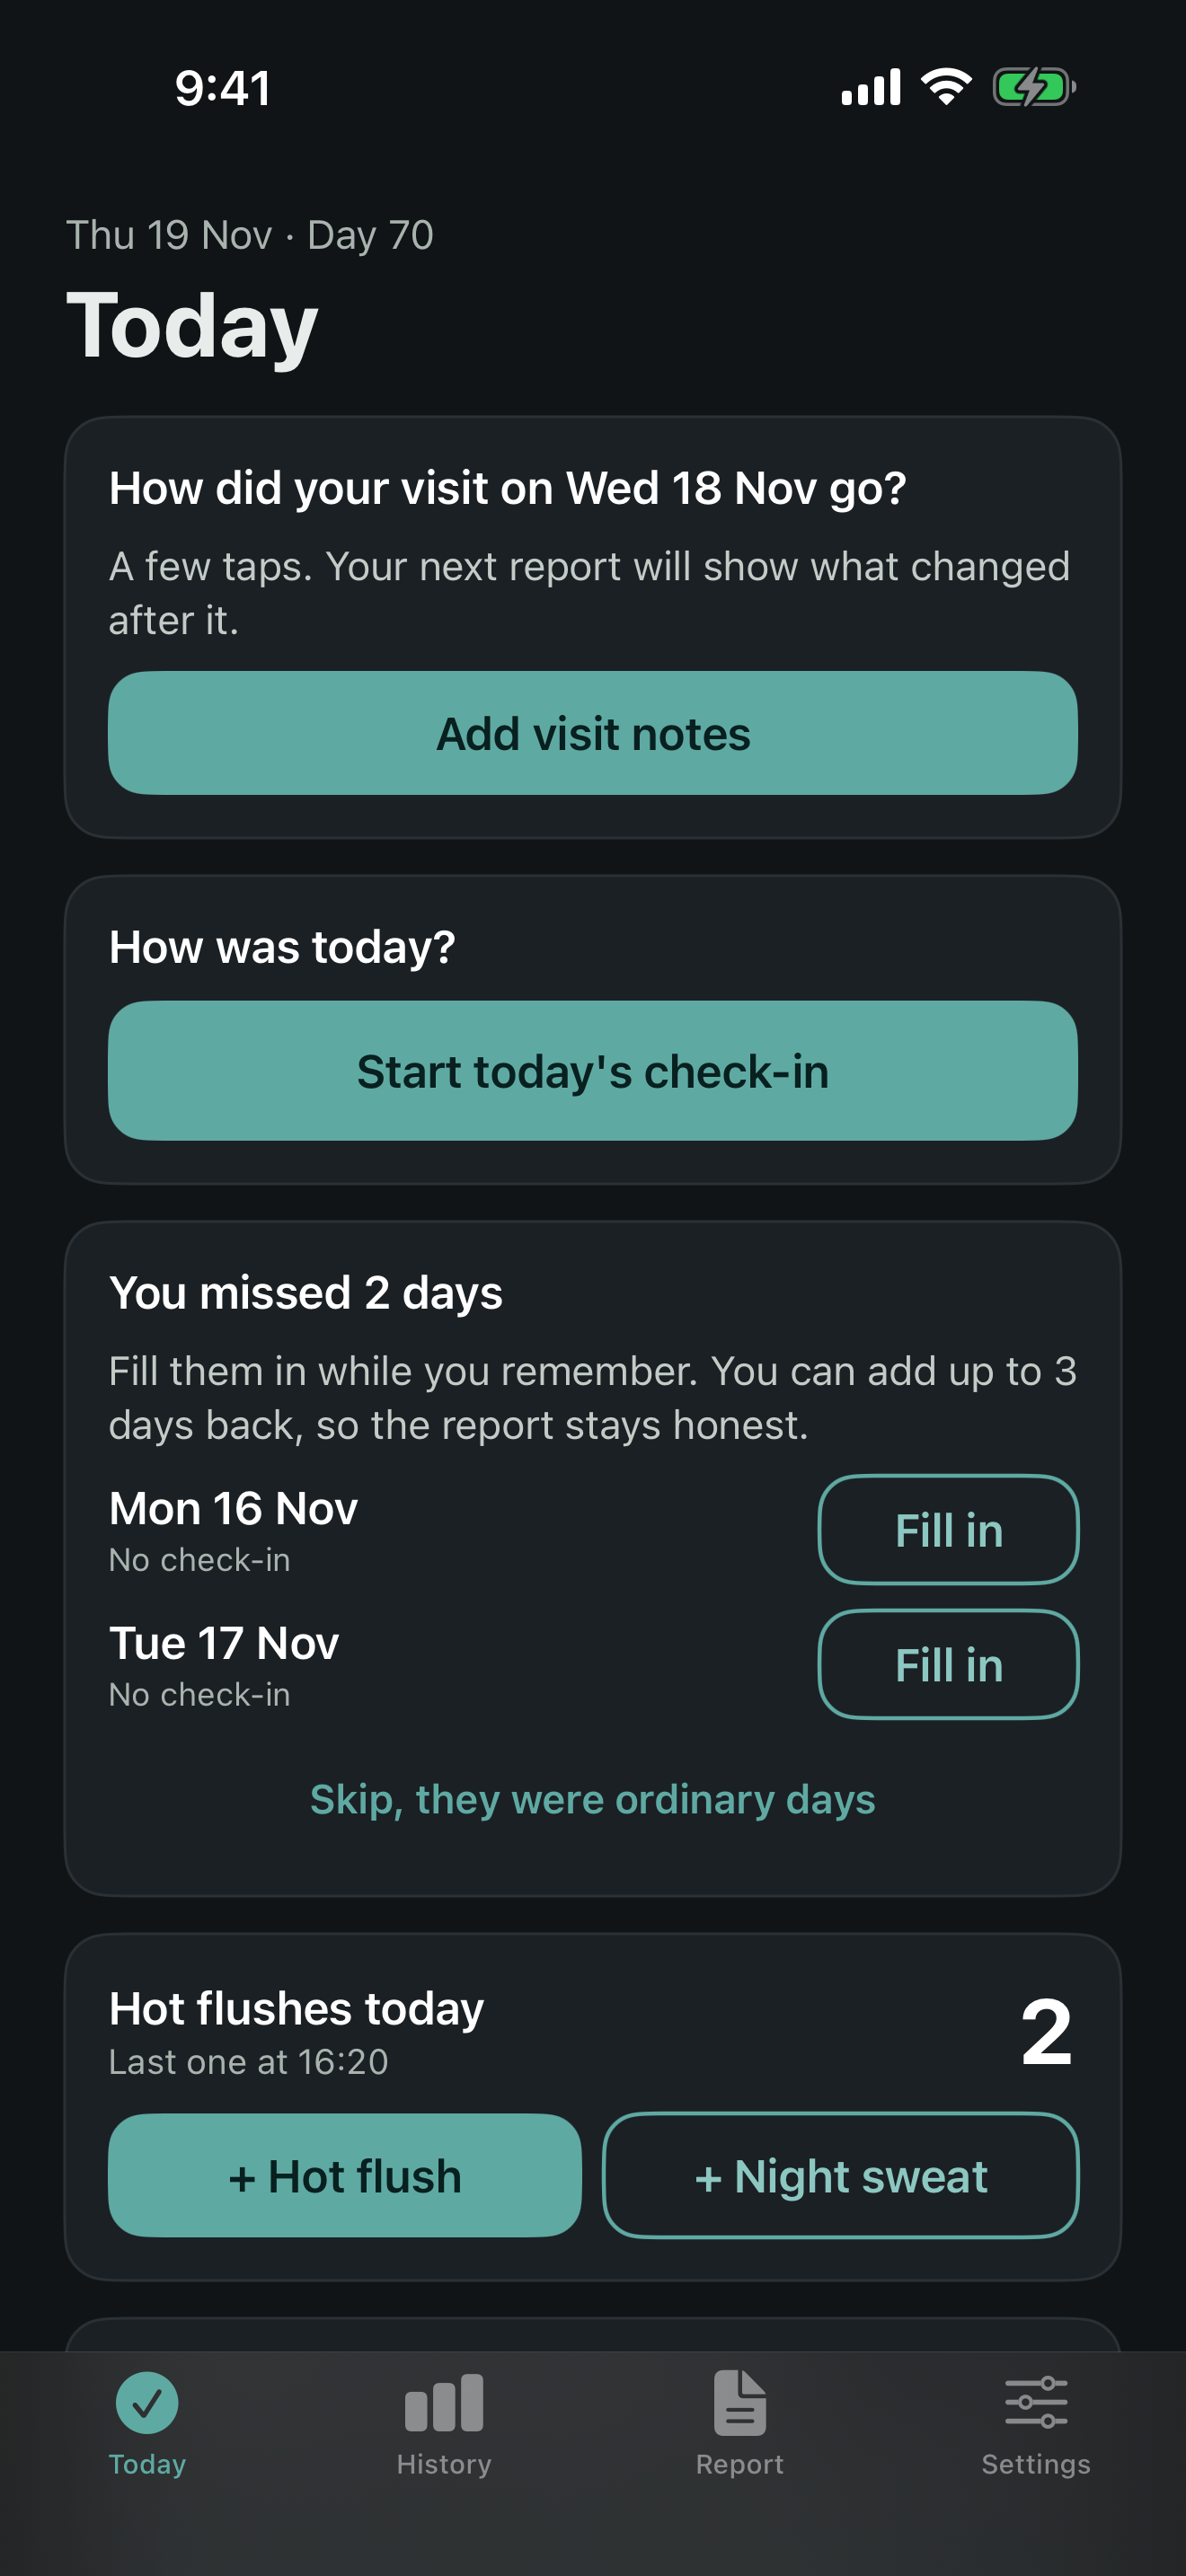 9:41
Thu 19 Nov · Day 70
Today
How did your visit on Wed 18 Nov go?
A few taps. Your next report will show what changed
after it.
Add visit notes
How was today?
Start today's check-in
You missed 2 days
Fill them in while you remember. You can add up to 3
days back, so the report stays honest.
Mon 16 Nov
No check-in
Fill in
Tue 17 Nov
No check-in
Fill in
Skip, they were ordinary days
Hot flushes today
Last one at 16:20
2
+ Hot flush
+ Night sweat
Today
History
Report
Settings